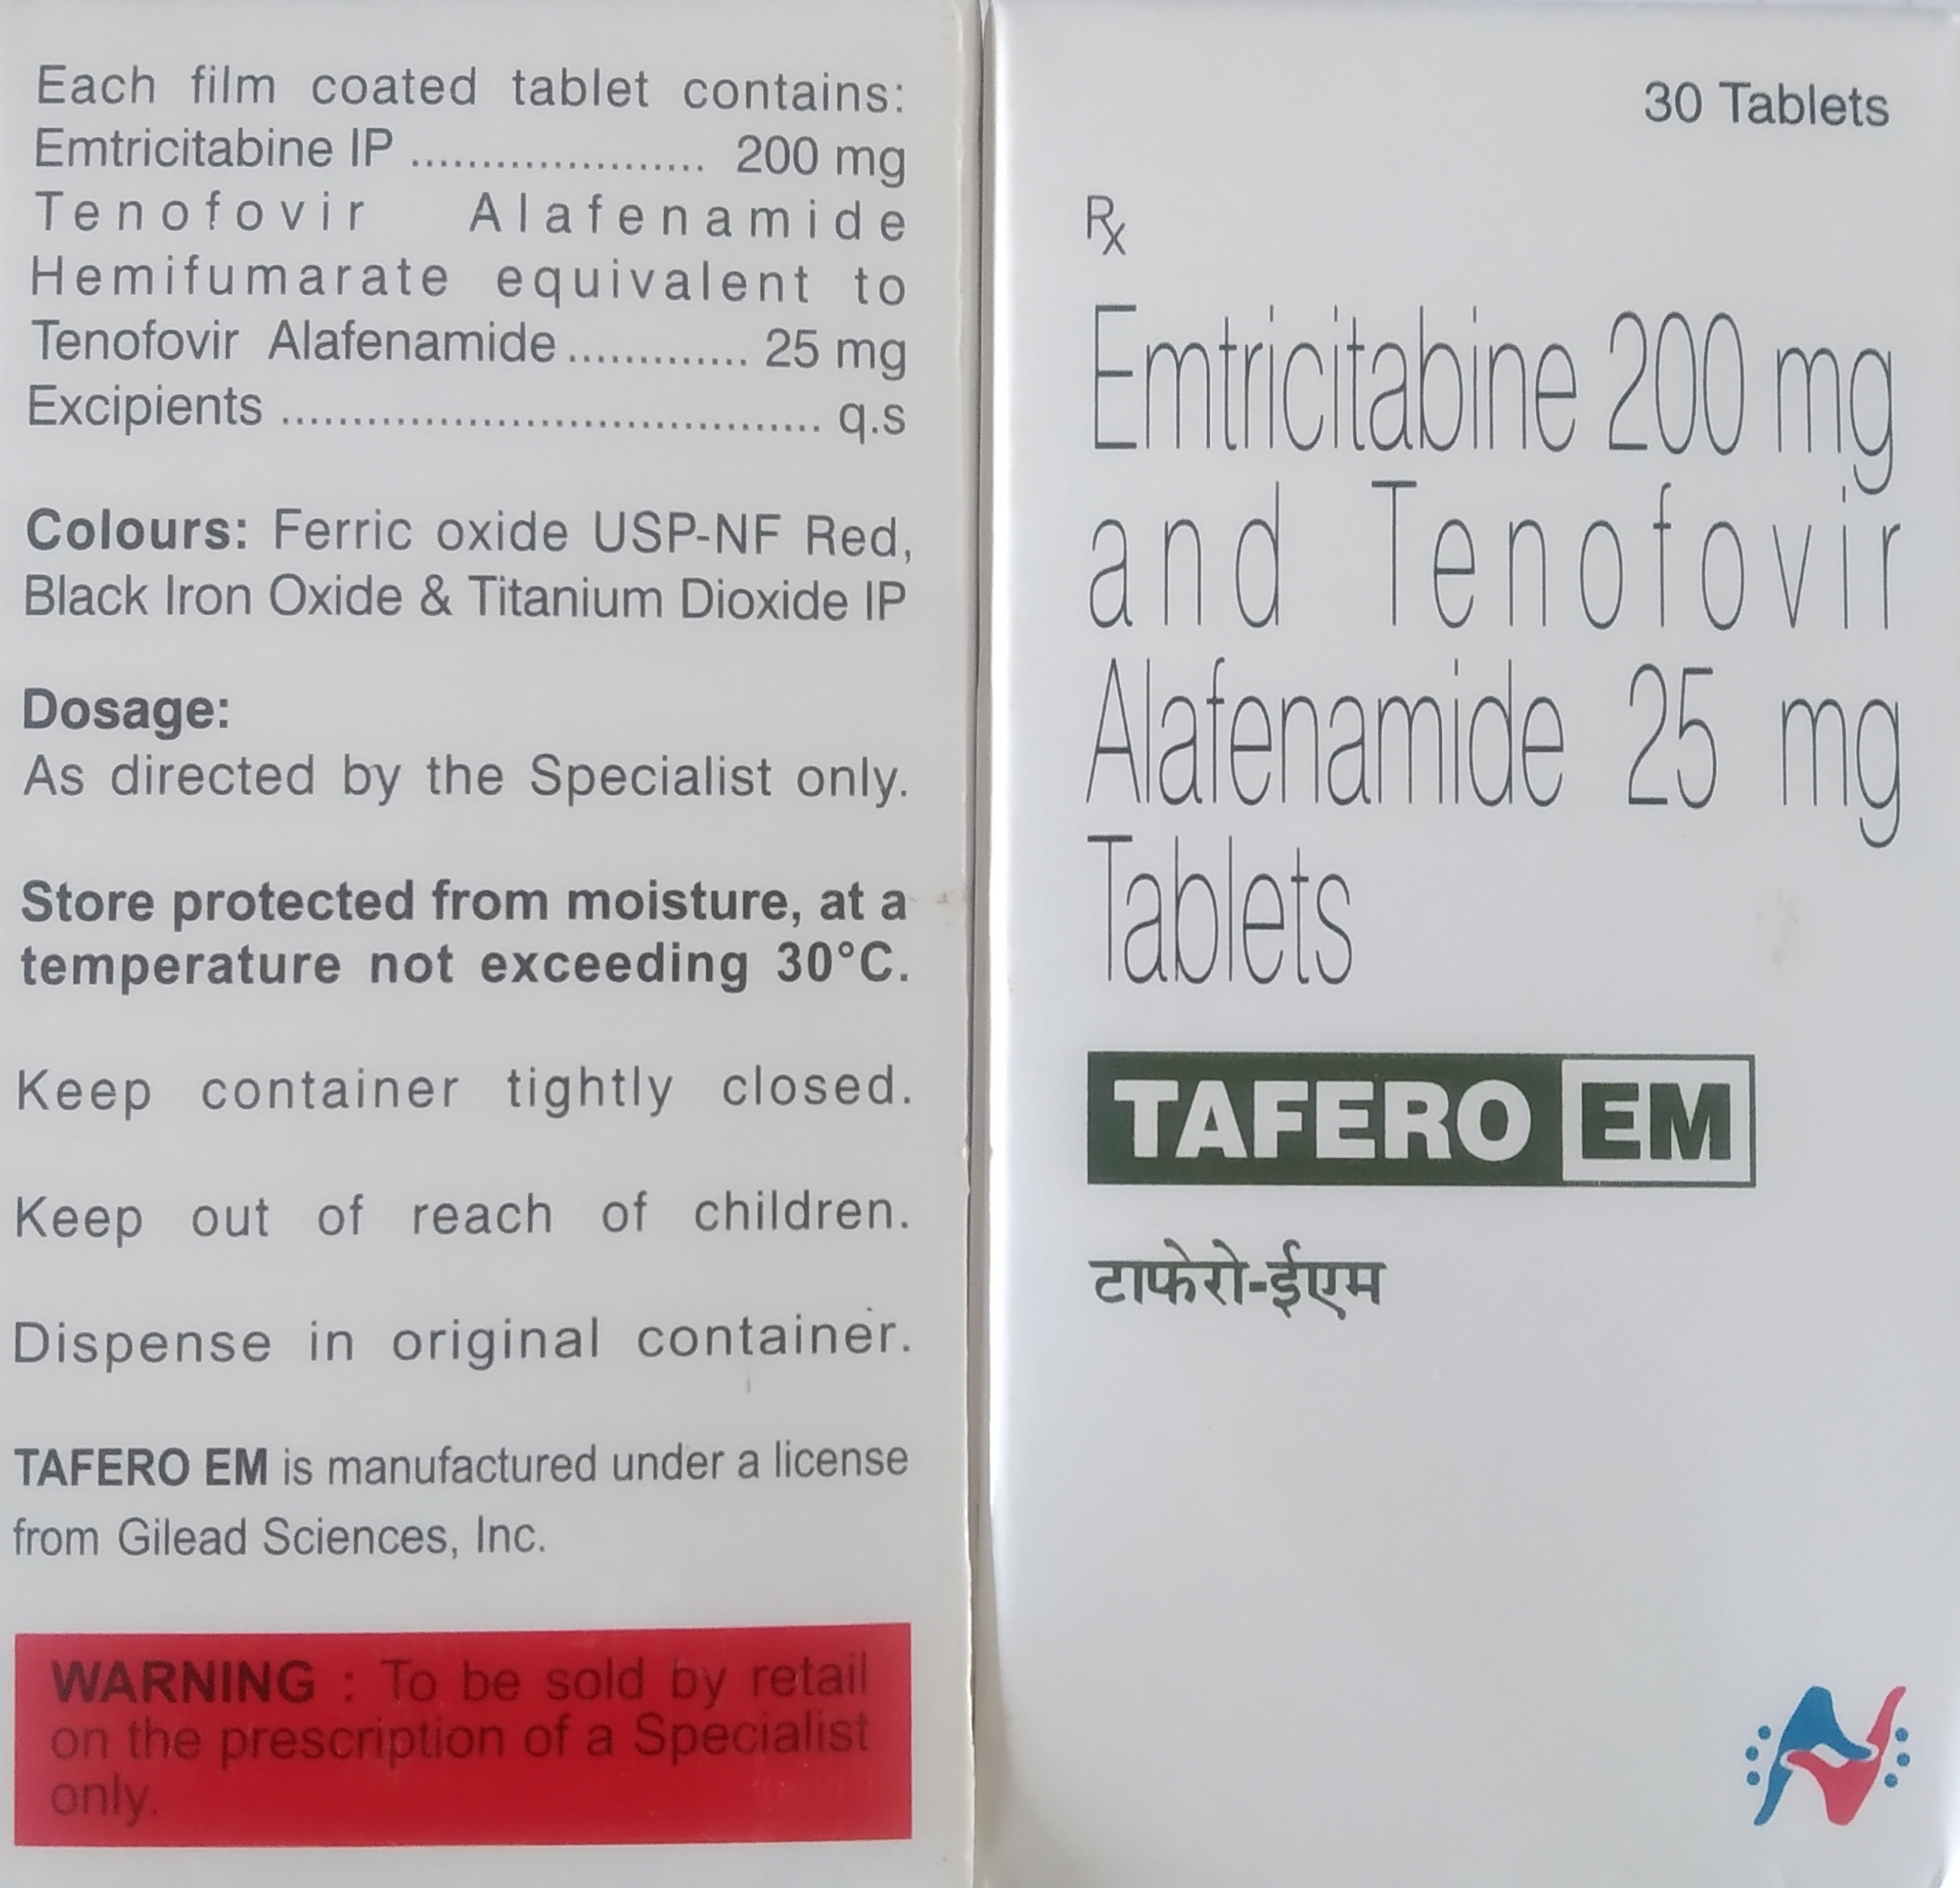 Each film coated tablet contains:
Emtricitabine IP ..................... 200 mg
Tenofovir Alafenamide
Hemifumarate equivalent to
Tenofovir Alafenamide ............. 25 mg
Excipients ...................................... q.s
Colours: Ferric oxide USP-NF Red,
Black Iron Oxide & Titanium Dioxide IP
Dosage:
As directed by the Specialist only.
Store protected from moisture, at a
temperature not exceeding 30°C.
Keep container tightly closed.
Keep out of reach of children.
Dispense in original container.
TAFERO EM is manufactured under a license
from Gilead Sciences, Inc.
WARNING : To be sold by retail
on the prescription of a Specialist
only.
30 Tablets
Rx
Emtricitabine 200 mg
and Tenofovir
Alafenamide 25 mg
Tablets
TAFERO EM
टाफेरो-ईएम